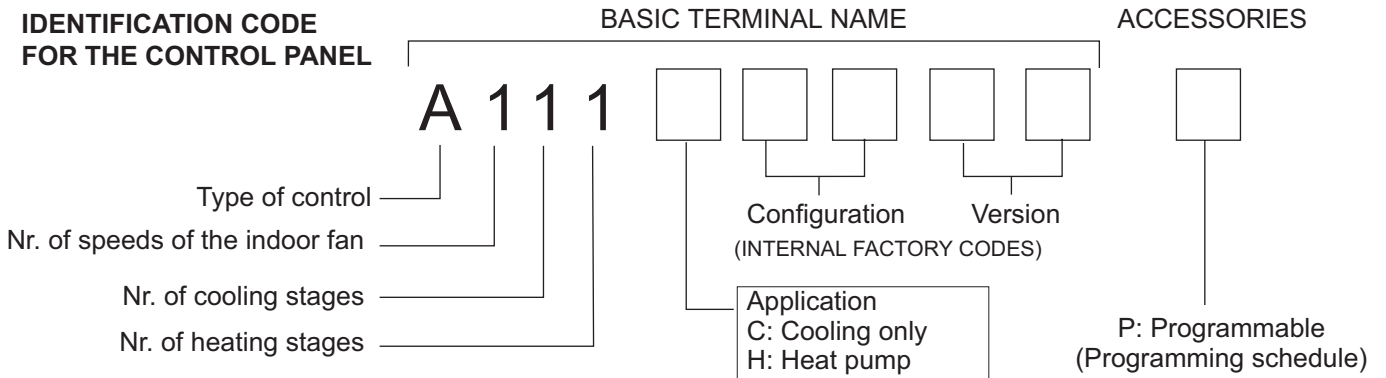 IDENTIFICATION CODE
FOR THE CONTROL PANEL
BASIC TERMINAL NAME
ACCESSORIES
A 1 1 1
Type of control
Nr. of speeds of the indoor fan
Nr. of cooling stages
Nr. of heating stages
Configuration
Version
(INTERNAL FACTORY CODES)
Application
C: Cooling only
H: Heat pump
P: Programmable
(Programming schedule)